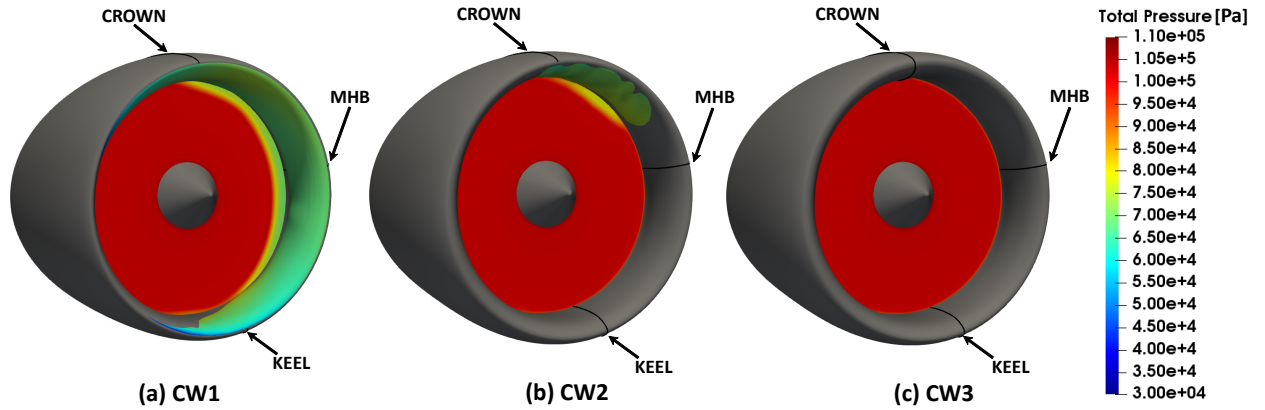 CROWN
MHB
KEEL
(a) CW1
CROWN
MHB
KEEL
(b) CW2
CROWN
MHB
KEEL
(c) CW3
Total Pressure [Pa]
1.10e+05
1.05e+5
1.00e+5
9.50e+4
9.00e+4
8.50e+4
8.00e+4
7.50e+4
7.00e+4
6.50e+4
6.00e+4
5.50e+4
5.00e+4
4.50e+4
4.00e+4
3.50e+4
3.00e+04